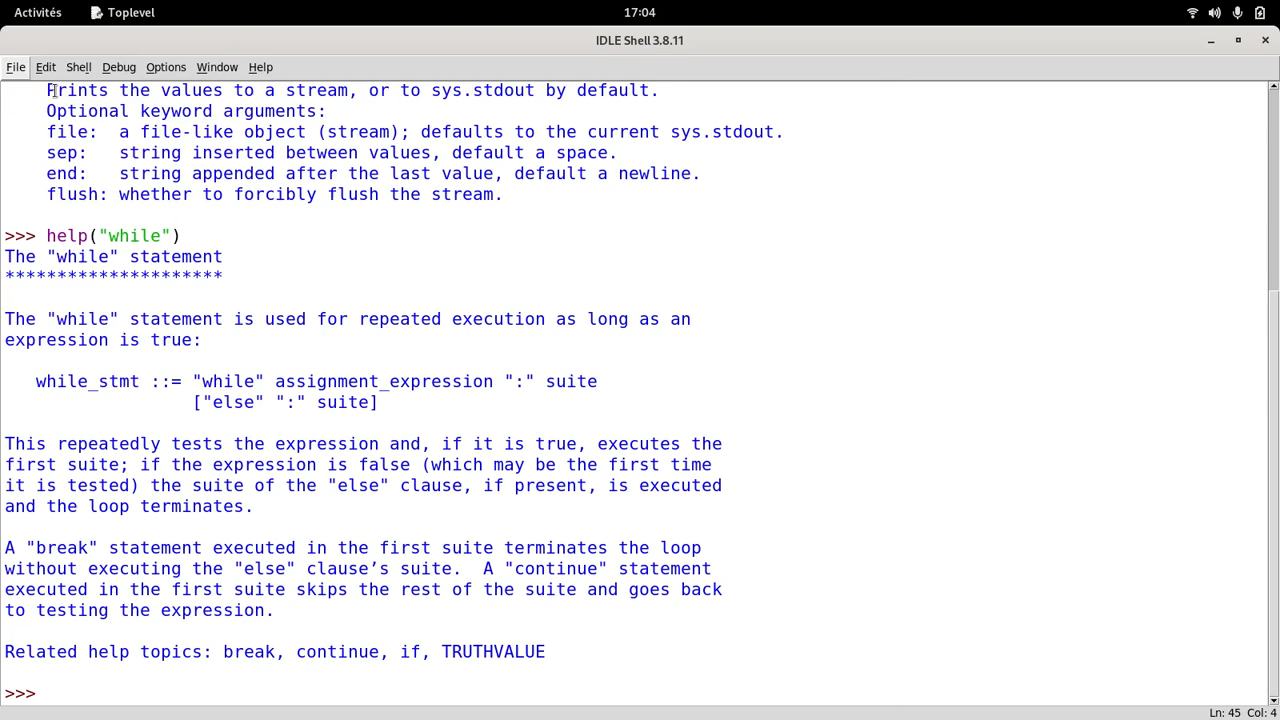 Activités Toplevel 17:04
IDLE Shell 3.8.11
File Edit Shell Debug Options Window Help
Prints the values to a stream, or to sys.stdout by default.
Optional keyword arguments:
file:  a file-like object (stream); defaults to the current sys.stdout.
sep:   string inserted between values, default a space.
end:   string appended after the last value, default a newline.
flush: whether to forcibly flush the stream.
>>> help("while")
The "while" statement
*********************
The "while" statement is used for repeated execution as long as an
expression is true:
while_stmt ::= "while" assignment_expression ":" suite
["else" ":" suite]
This repeatedly tests the expression and, if it is true, executes the
first suite; if the expression is false (which may be the first time
it is tested) the suite of the "else" clause, if present, is executed
and the loop terminates.
A "break" statement executed in the first suite terminates the loop
without executing the "else" clause’s suite.  A "continue" statement
executed in the first suite skips the rest of the suite and goes back
to testing the expression.
Related help topics: break, continue, if, TRUTHVALUE
>>>
Ln: 45 Col: 4